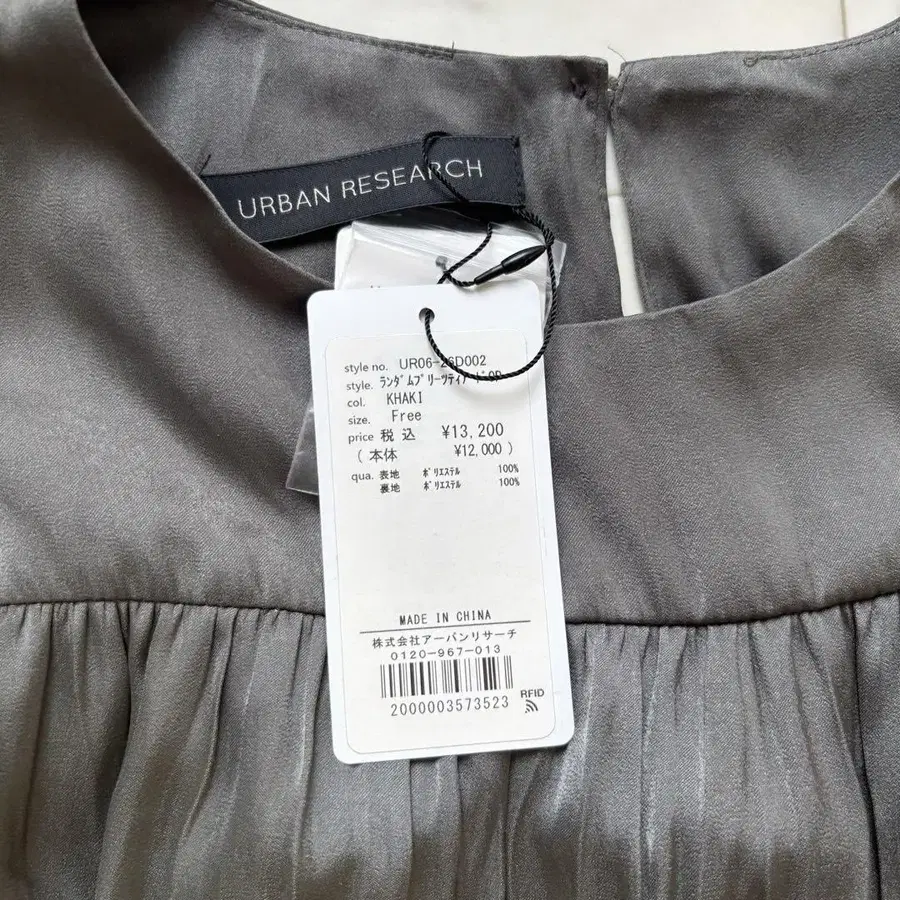 URBAN RESEARCH
style no. UR06-26D002
style. ﾗﾝﾀﾞﾑﾌﾟﾘｰﾂﾃｨｱｰﾄﾞOP
col. KHAKI
size. Free
price 税込 ¥13,200
(本体 ¥12,000)
qua. 表地 ﾎﾟﾘｴｽﾃﾙ 100%
裏地 ﾎﾟﾘｴｽﾃﾙ 100%
MADE IN CHINA
株式会社アーバンリサーチ
0120-967-013
RFID
2000003573523